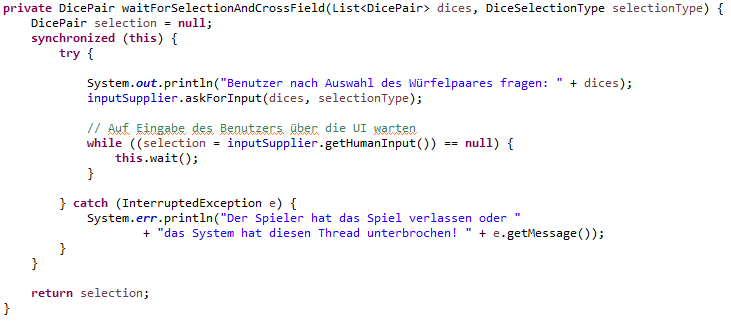 private DicePair waitForSelectionAndCrossField(List<DicePair> dices, DiceSelectionType selectionType) {
    DicePair selection = null;
    synchronized (this) {
        try {

            System.out.println("Benutzer nach Auswahl des Würfelpaares fragen: " + dices);
            inputSupplier.askForInput(dices, selectionType);

            // Auf Eingabe des Benutzers über die UI warten
            while ((selection = inputSupplier.getHumanInput()) == null) {
                this.wait();
            }

        } catch (InterruptedException e) {
            System.err.println("Der Spieler hat das Spiel verlassen oder "
                    + "das System hat diesen Thread unterbrochen! " + e.getMessage());
        }
    }

    return selection;
}